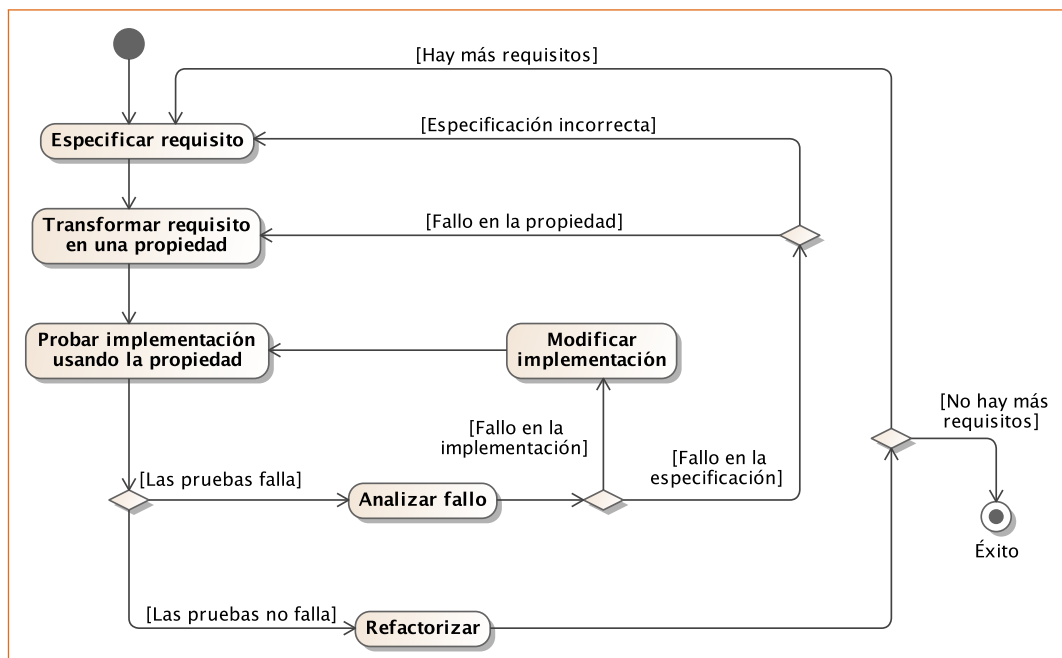 [Hay más requisitos]
[Especificación incorrecta]
Especificar requisito
[Fallo en la propiedad]
Transformar requisito
en una propiedad
Probar implementación
usando la propiedad
Modificar
implementación
[No hay más
requisitos]
[Fallo en la
implementación]
[Fallo en la
especificación]
[Las pruebas falla]
Analizar fallo
Éxito
[Las pruebas no falla]
Refactorizar